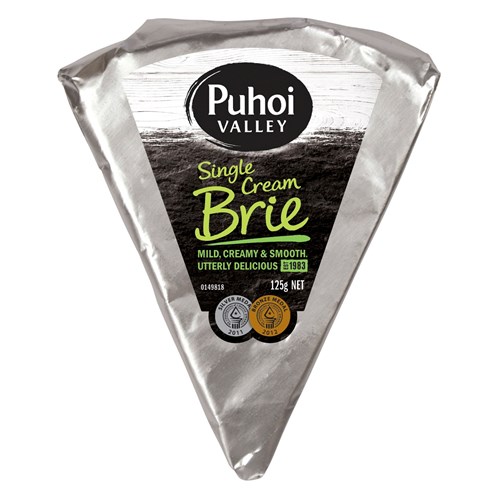 Puhoi
VALLEY
Single
Cream
Brie
MILD, CREAMY & SMOOTH.
UTTERLY DELICIOUS EST 1983
125g NET
0149818
SILVER MEDAL
2011
BRONZE MEDAL
2012